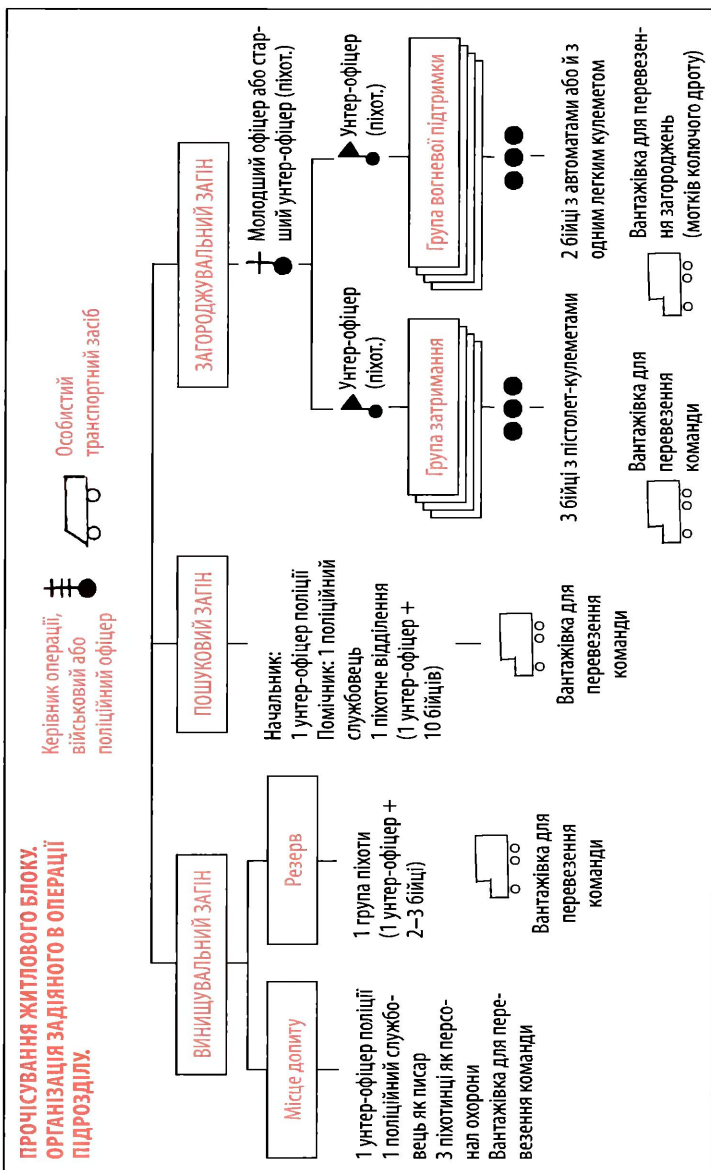 ПРОЧІСУВАННЯ ЖИТЛОВОГО БЛОКУ.
ОРГАНІЗАЦІЯ ЗАДІЯНОГО В ОПЕРАЦІЇ
ПІДРОЗДІЛУ.
Керівник операції,
військовий або
поліційний офіцер
Особистий
транспортний засіб
ВИНИЩУВАЛЬНИЙ ЗАГІН
Місце допиту
1 унтер-офіцер поліції
1 поліційний службо-
вець як писар
3 піхотинці як персо-
нал охорони
Вантажівка для пере-
везення команди
Резерв
1 група піхоти
(1 унтер-офіцер +
2–3 бійці)
Вантажівка для
перевезення
команди
ПОШУКОВИЙ ЗАГІН
Начальник:
1 унтер-офіцер поліції
Помічник: 1 поліційний
службовець
1 піхотне відділення
(1 унтер-офіцер +
10 бійців)
Вантажівка для
перевезення
команди
ЗАГОРОДЖУВАЛЬНИЙ ЗАГІН
Молодший офіцер або стар-
ший унтер-офіцер (піхот.)
Унтер-офіцер
(піхот.)
Група затримання
3 бійці з пістолет-кулеметами
Вантажівка для
перевезення
команди
Унтер-офіцер
(піхот.)
Група вогневої підтримки
2 бійці з автоматами або й з
одним легким кулеметом
Вантажівка для перевезен-
ня загороджень
(мотків колючого дроту)